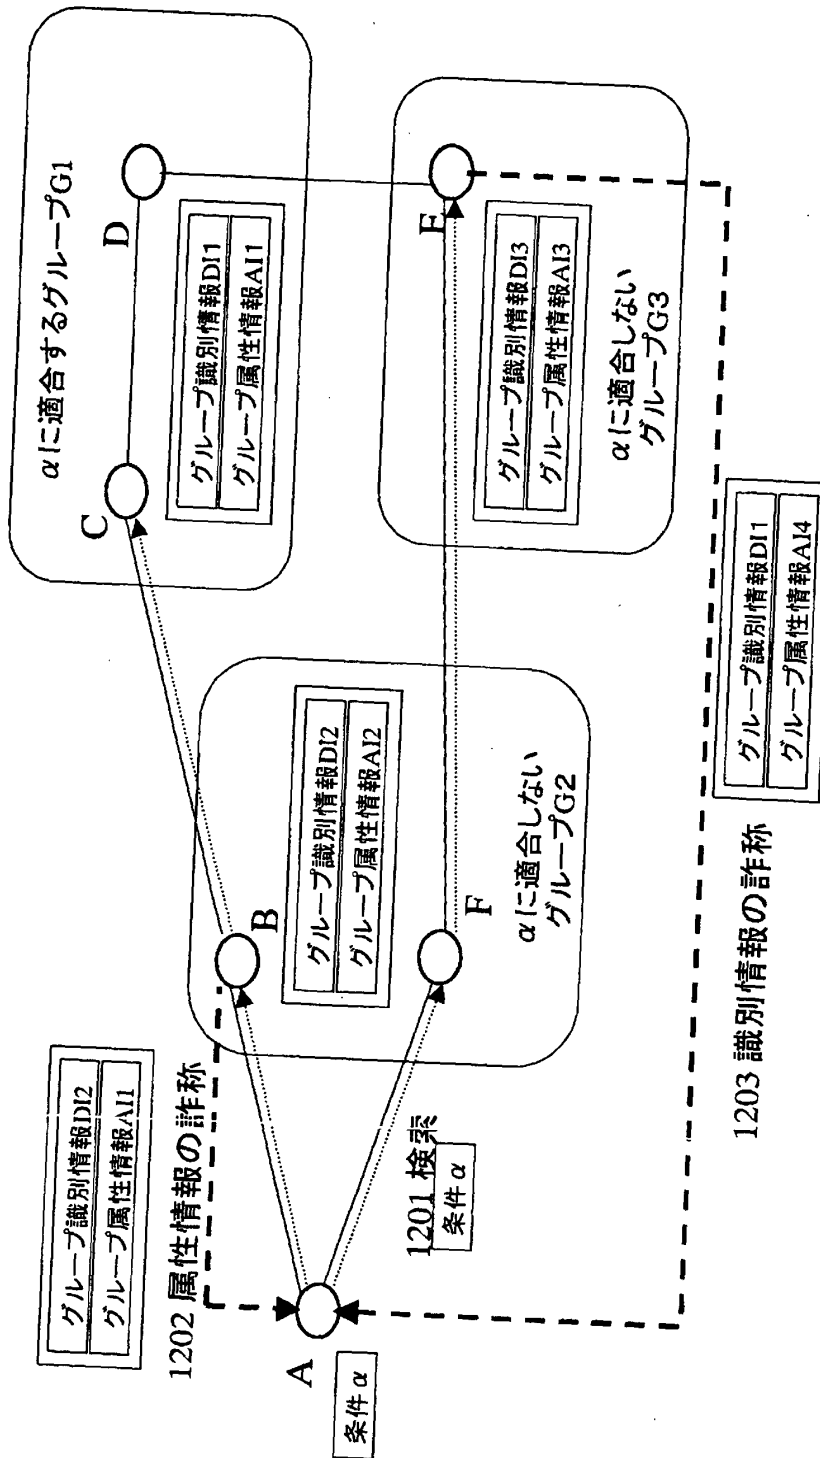 条件 α
A
グループ識別情報DI2
グループ属性情報AI1
1202 属性情報の詐称
1201 検索
条件 α
B
グループ識別情報DI2
グループ属性情報AI2
F
αに適合しない
グループG2
αに適合するグループG1
C
D
グループ識別情報DI1
グループ属性情報AI1
E
グループ識別情報DI3
グループ属性情報AI3
αに適合しない
グループG3
1203 識別情報の詐称
グループ識別情報DI1
グループ属性情報AI4